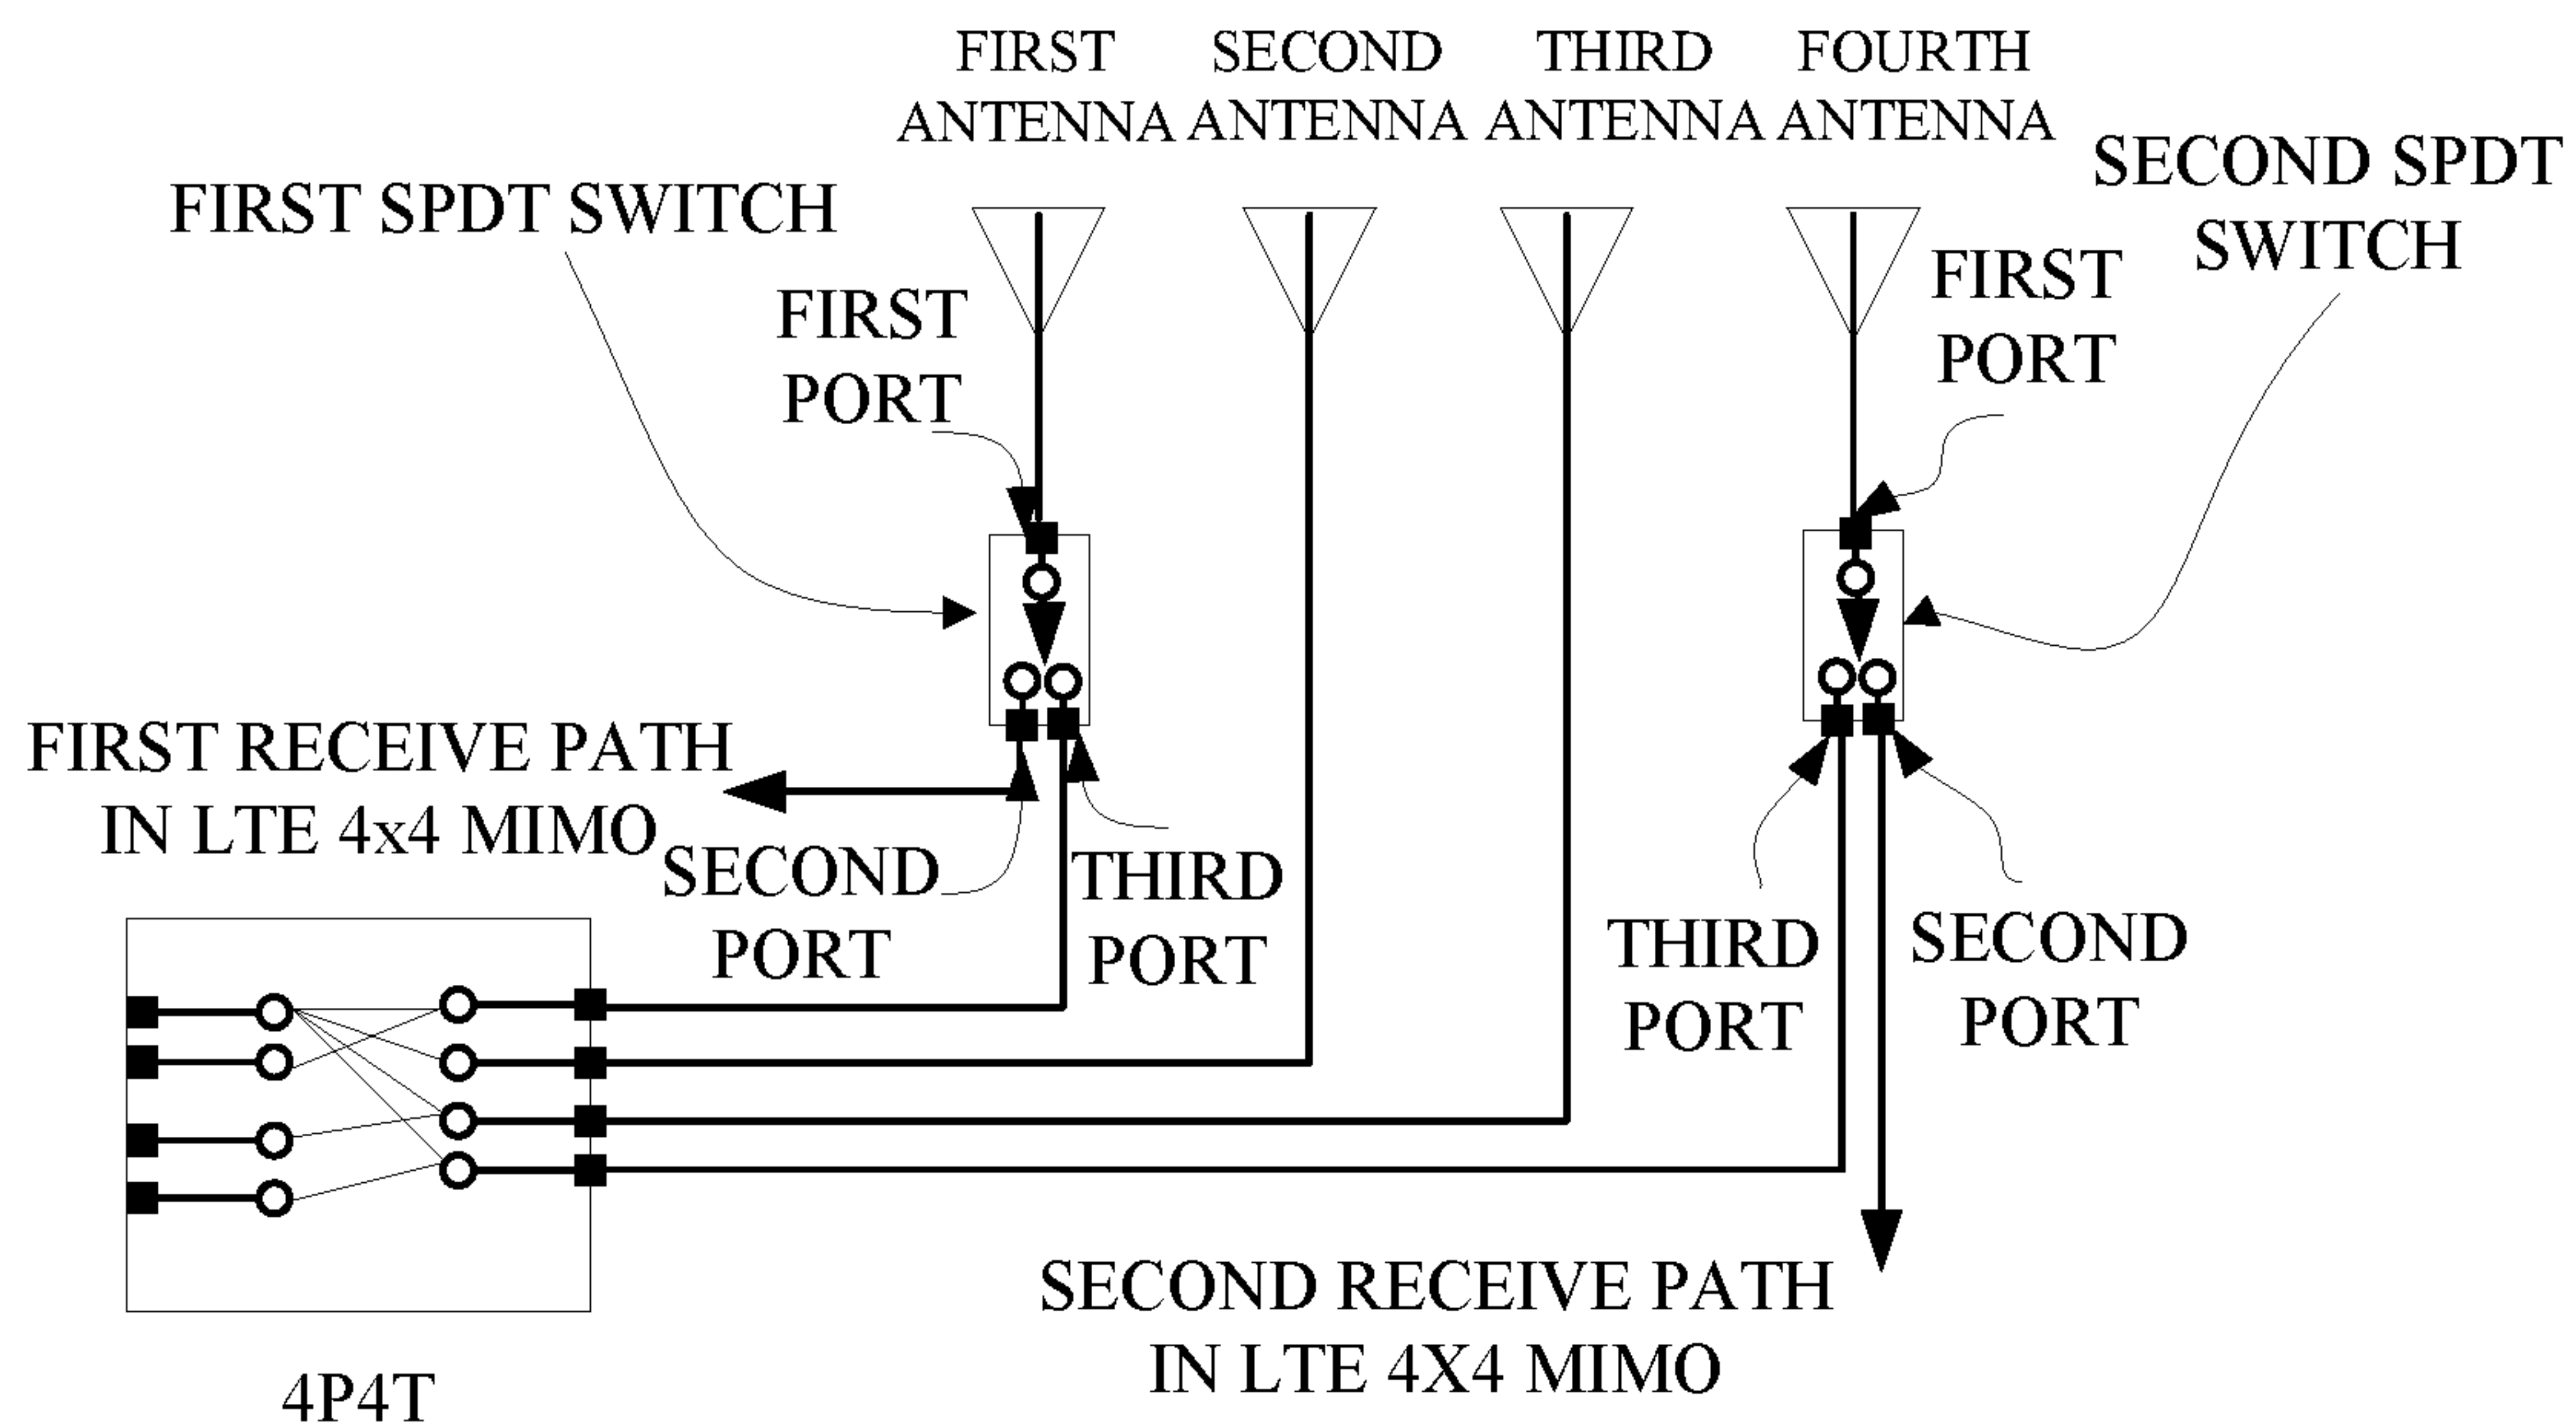 FIRST
ANTENNA
SECOND
ANTENNA
THIRD
ANTENNA
FOURTH
ANTENNA
FIRST SPDT SWITCH
SECOND SPDT
SWITCH
FIRST
PORT
FIRST
PORT
FIRST RECEIVE PATH
IN LTE 4x4 MIMO
SECOND
PORT
THIRD
PORT
THIRD
PORT
SECOND
PORT
SECOND RECEIVE PATH
IN LTE 4X4 MIMO
4P4T